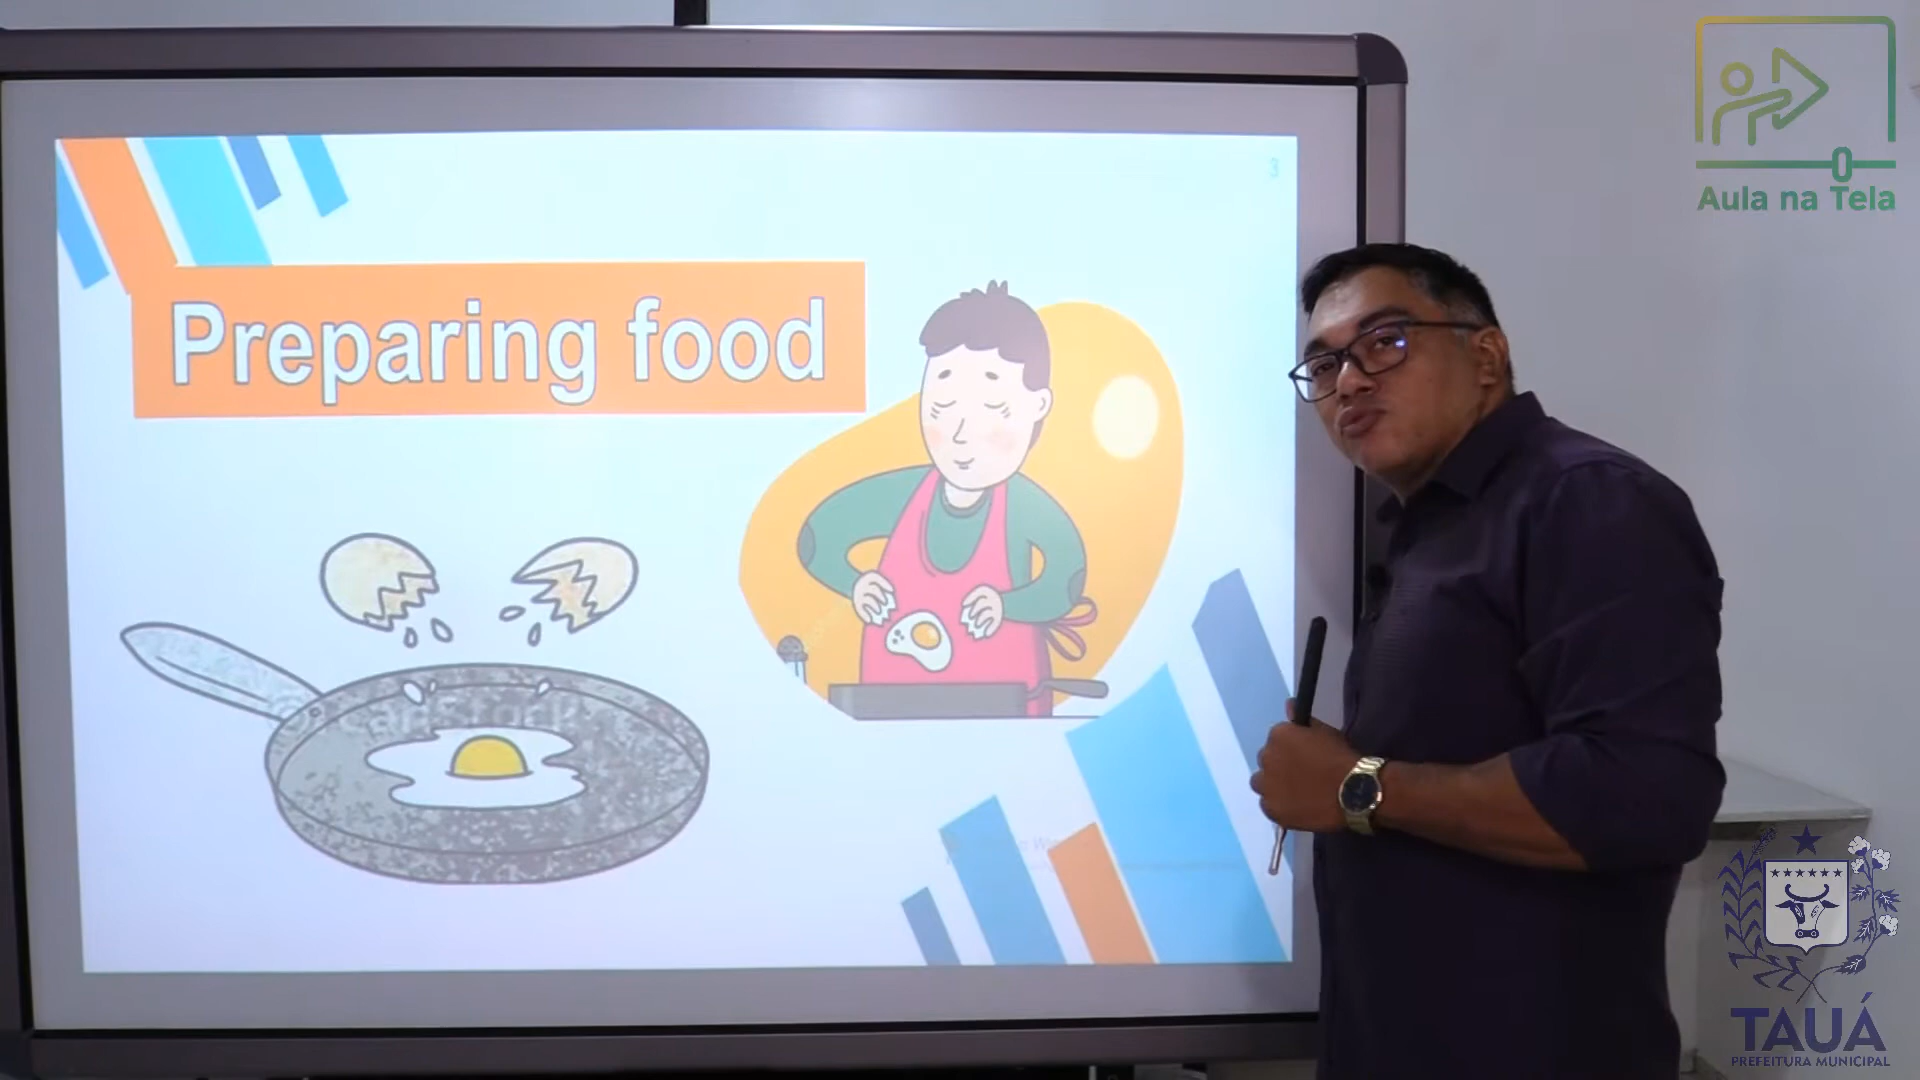 3
Preparing food
Aula na Tela
TAUÁ
PREFEITURA MUNICIPAL